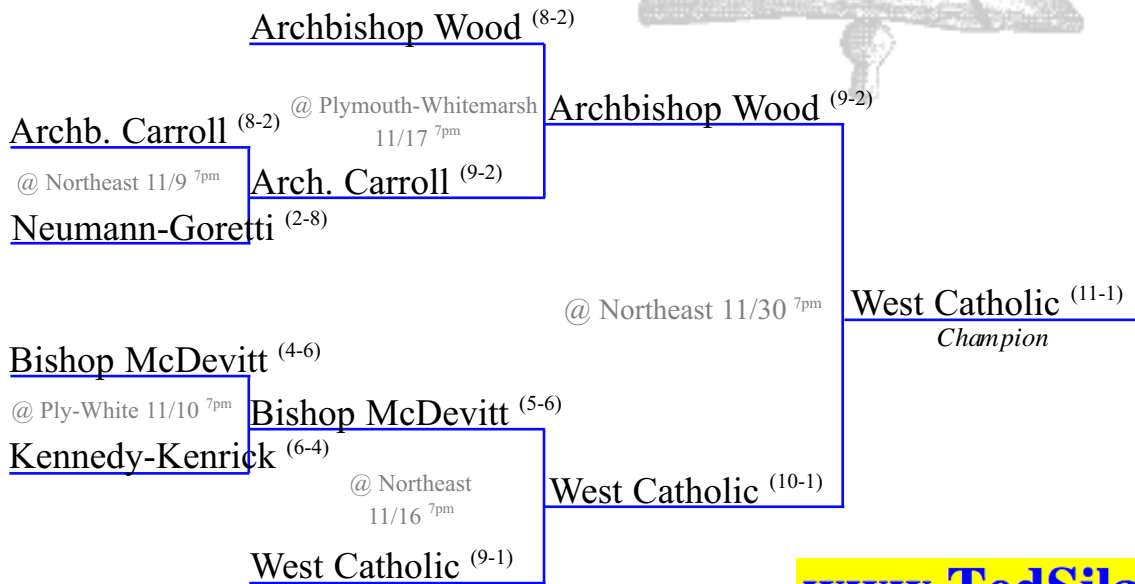 Archbishop Wood (8-2)
@ Plymouth-Whitemarsh
11/17 7pm
Archbishop Wood (9-2)
Archb. Carroll (8-2)
@ Northeast 11/9 7pm
Arch. Carroll (9-2)
Neumann-Goretti (2-8)
@ Northeast 11/30 7pm
West Catholic (11-1)
Champion
Bishop McDevitt (4-6)
@ Ply-White 11/10 7pm
Bishop McDevitt (5-6)
Kennedy-Kenrick (6-4)
@ Northeast
11/16 7pm
West Catholic (10-1)
West Catholic (9-1)